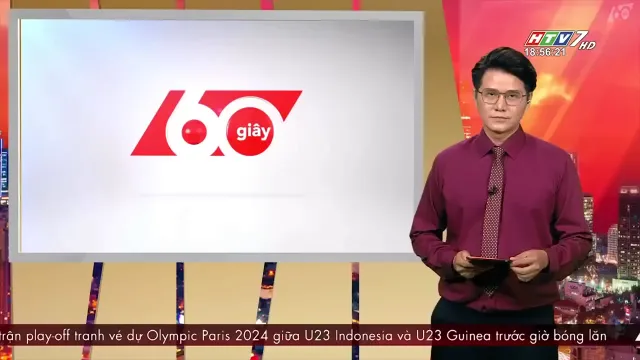 60
HTV7 HD
18:56:21
60 giây
trận play-off tranh vé dự Olympic Paris 2024 giữa U23 Indonesia và U23 Guinea trước giờ bóng lăn